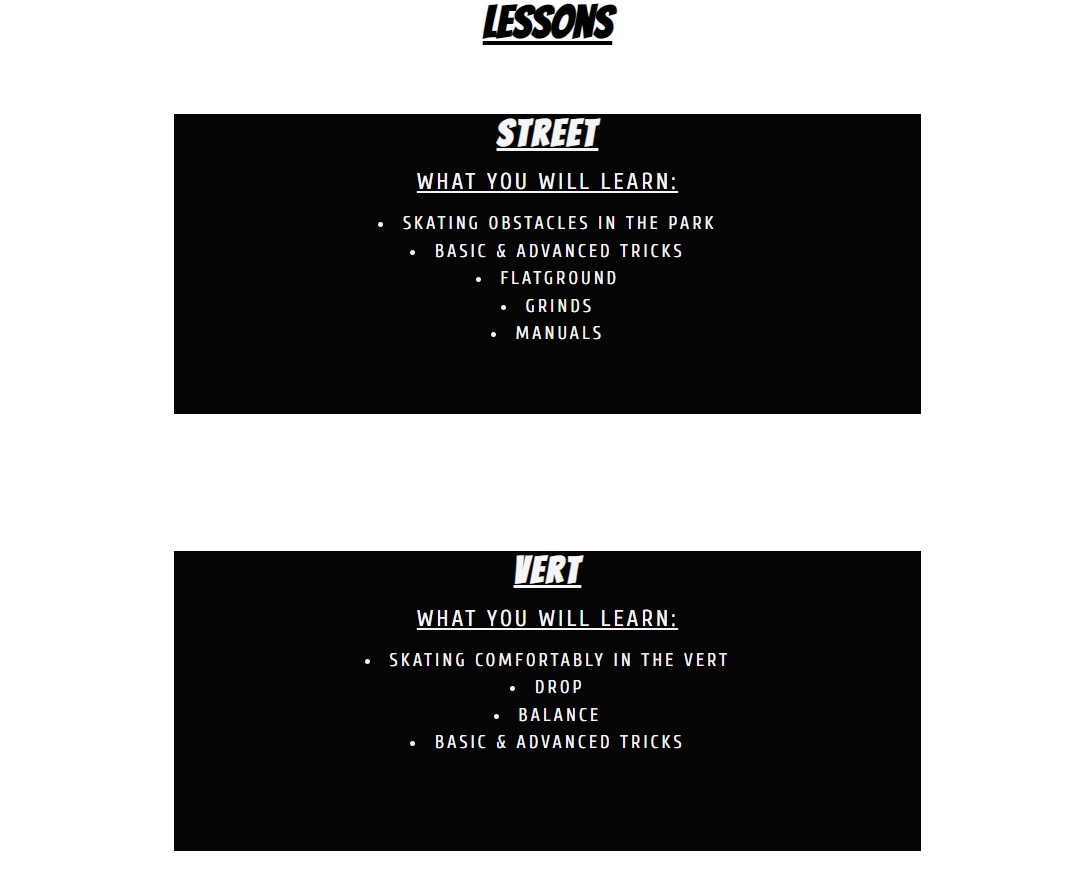 LESSONS
STREET
WHAT YOU WILL LEARN:
• SKATING OBSTACLES IN THE PARK
• BASIC & ADVANCED TRICKS
• FLATGROUND
• GRINDS
• MANUALS
VERT
WHAT YOU WILL LEARN:
• SKATING COMFORTABLY IN THE VERT
• DROP
• BALANCE
• BASIC & ADVANCED TRICKS